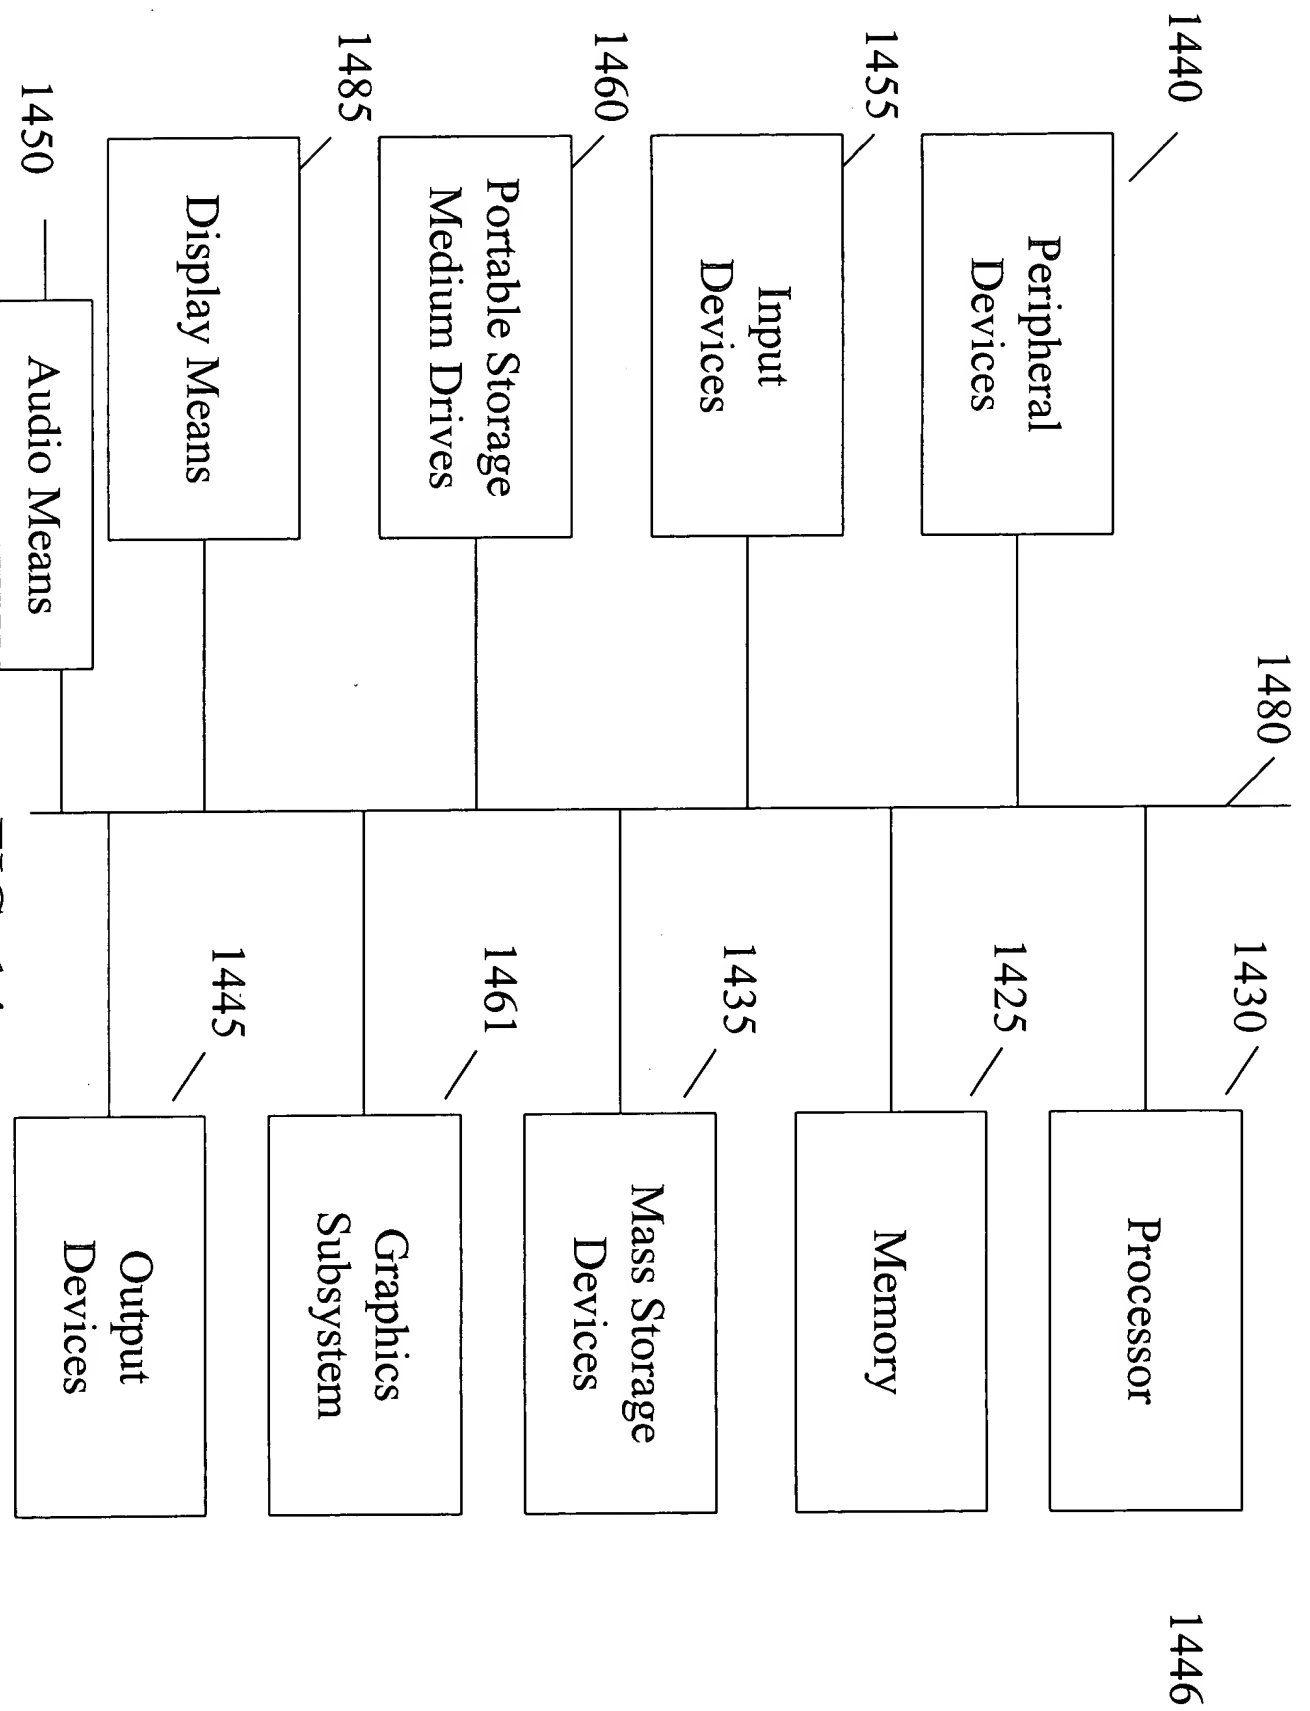 1480
1440
Peripheral
Devices
1455
Input
Devices
1460
Portable Storage
Medium Drives
1485
Display Means
1450
Audio Means
1430
Processor
1425
Memory
1435
Mass Storage
Devices
1461
Graphics
Subsystem
1445
Output
Devices
1446